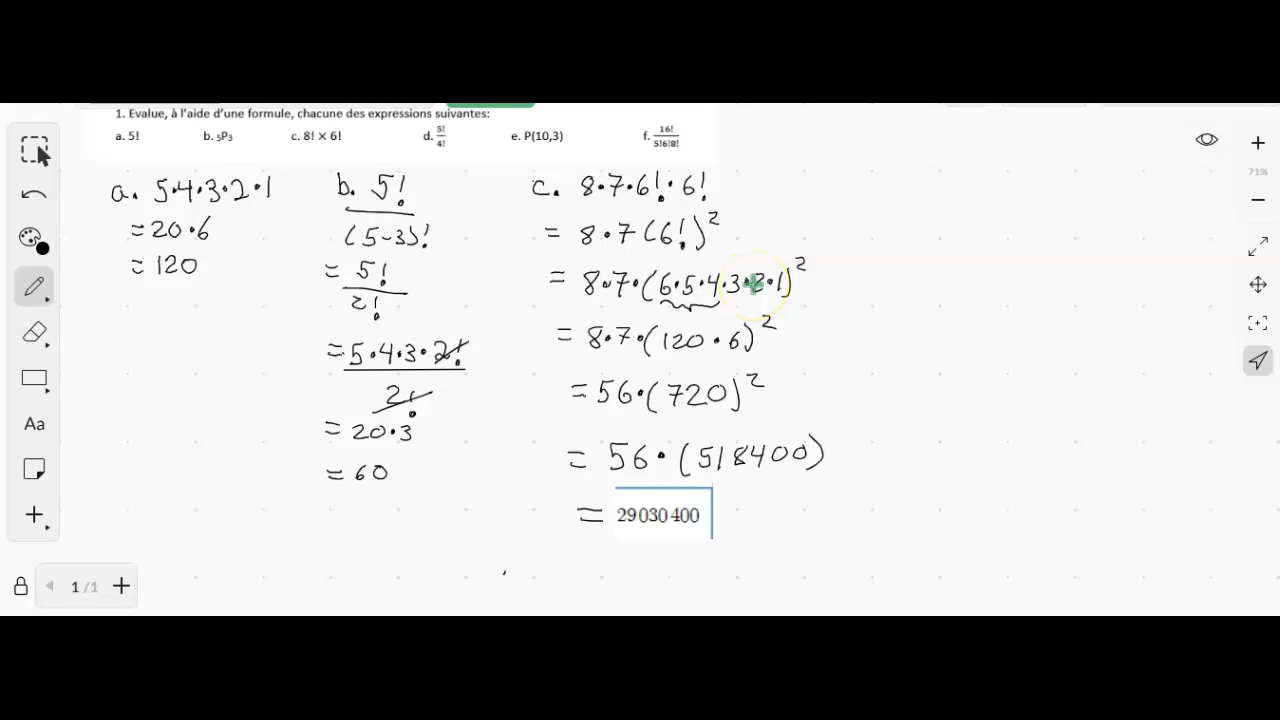 1. Evalue, à l'aide d'une formule, chacune des expressions suivantes:
a. 5! b. ₅P₃ c. 8! × 6! d. 5!/4! e. P(10,3) f. 16!/5!6!8!
a. 5·4·3·2·1
= 20·6
= 120
b. 5!/(5-3)!
= 5!/2!
= 5·4·3·2!/2!
= 20·3
= 60
c. 8·7·6!·6!
= 8·7(6!)²
= 8·7·(6·5·4·3·2·1)²
= 8·7·(120·6)²
= 56·(720)²
= 56·(518400)
= 29030400
71%
Aa
1/1